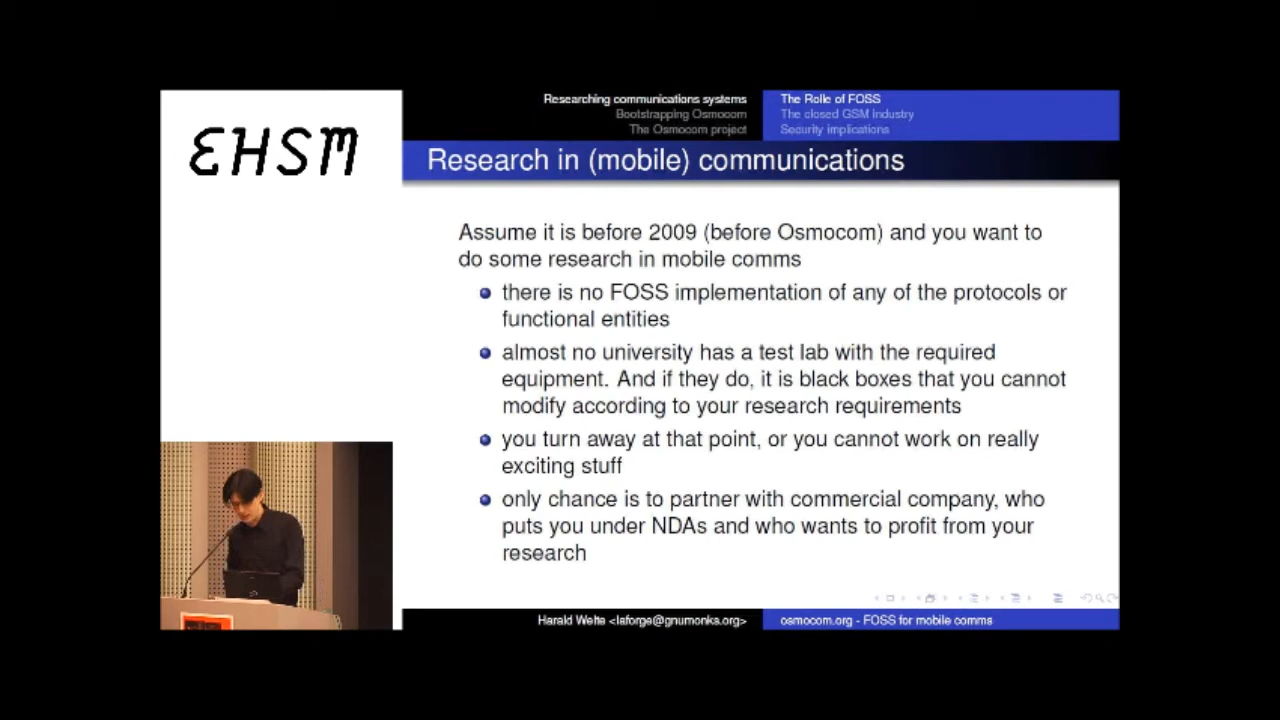 EHSM
Researching communications systems
Bootstrapping Osmocom
The Osmocom project
The Rolle of FOSS
The closed GSM industry
Security implications
Research in (mobile) communications
Assume it is before 2009 (before Osmocom) and you want to
do some research in mobile comms
there is no FOSS implementation of any of the protocols or
functional entities
almost no university has a test lab with the required
equipment. And if they do, it is black boxes that you cannot
modify according to your research requirements
you turn away at that point, or you cannot work on really
exciting stuff
only chance is to partner with commercial company, who
puts you under NDAs and who wants to profit from your
research
Harald Welte <laforge@gnumonks.org>
osmocom.org - FOSS for mobile comms